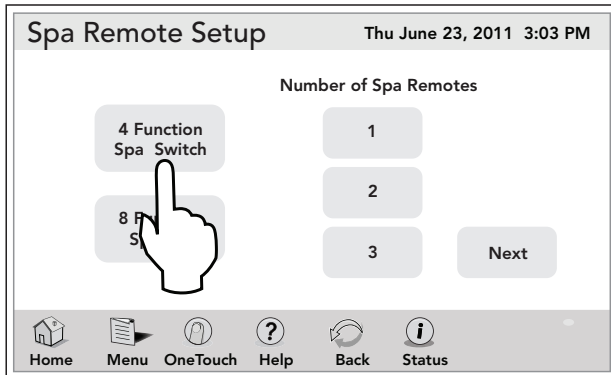 Spa Remote Setup
Thu June 23, 2011 3:03 PM
Number of Spa Remotes
4 Function
Spa Switch
1
2
8
3
Next
?
i
Home Menu OneTouch Help Back Status